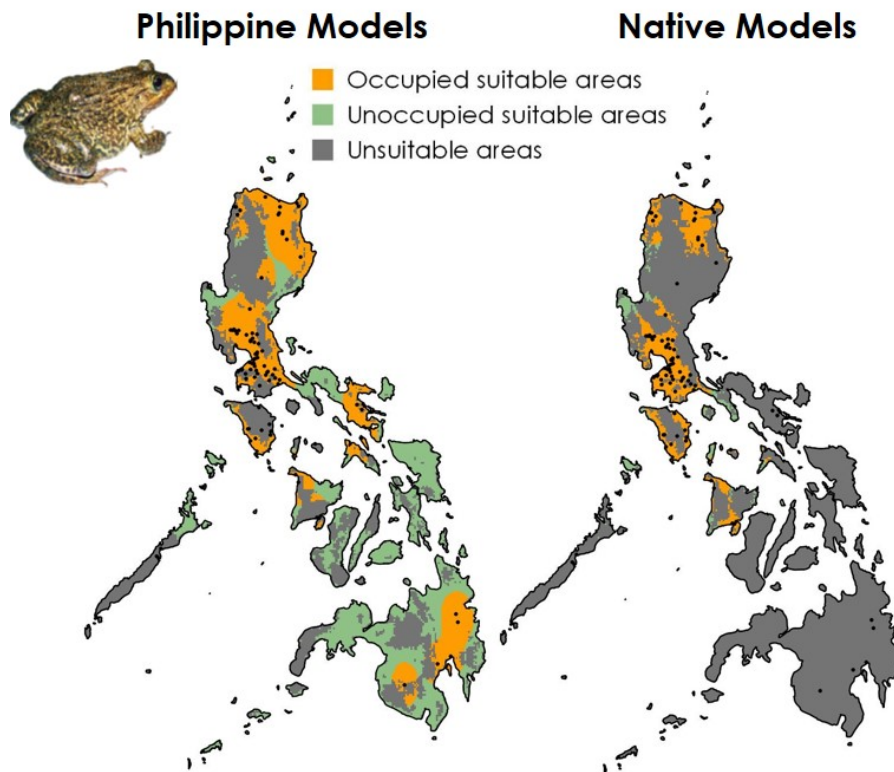 Philippine Models
Native Models
Occupied suitable areas
Unoccupied suitable areas
Unsuitable areas